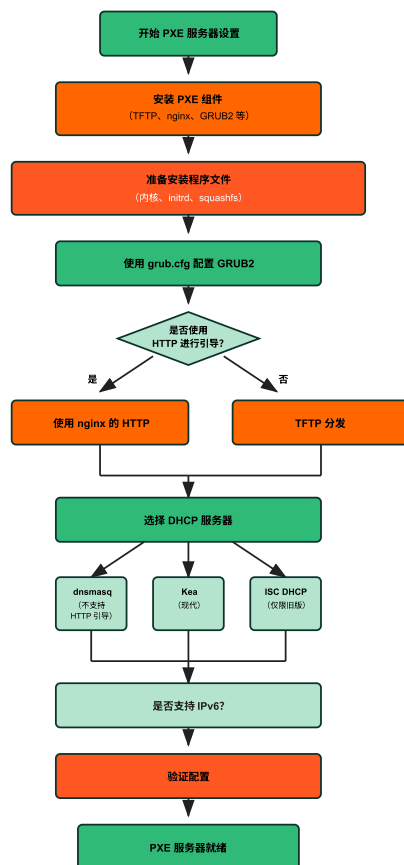 开始 PXE 服务器设置
安装 PXE 组件
（TFTP、nginx、GRUB2 等）
准备安装程序文件
（内核、initrd、squashfs）
使用 grub.cfg 配置 GRUB2
是否使用
HTTP 进行引导?
是
否
使用 nginx 的 HTTP
TFTP 分发
选择 DHCP 服务器
dnsmasq
（不支持
HTTP 引导）
Kea
（现代）
ISC DHCP
（仅限旧版）
是否支持 IPv6?
验证配置
PXE 服务器就绪